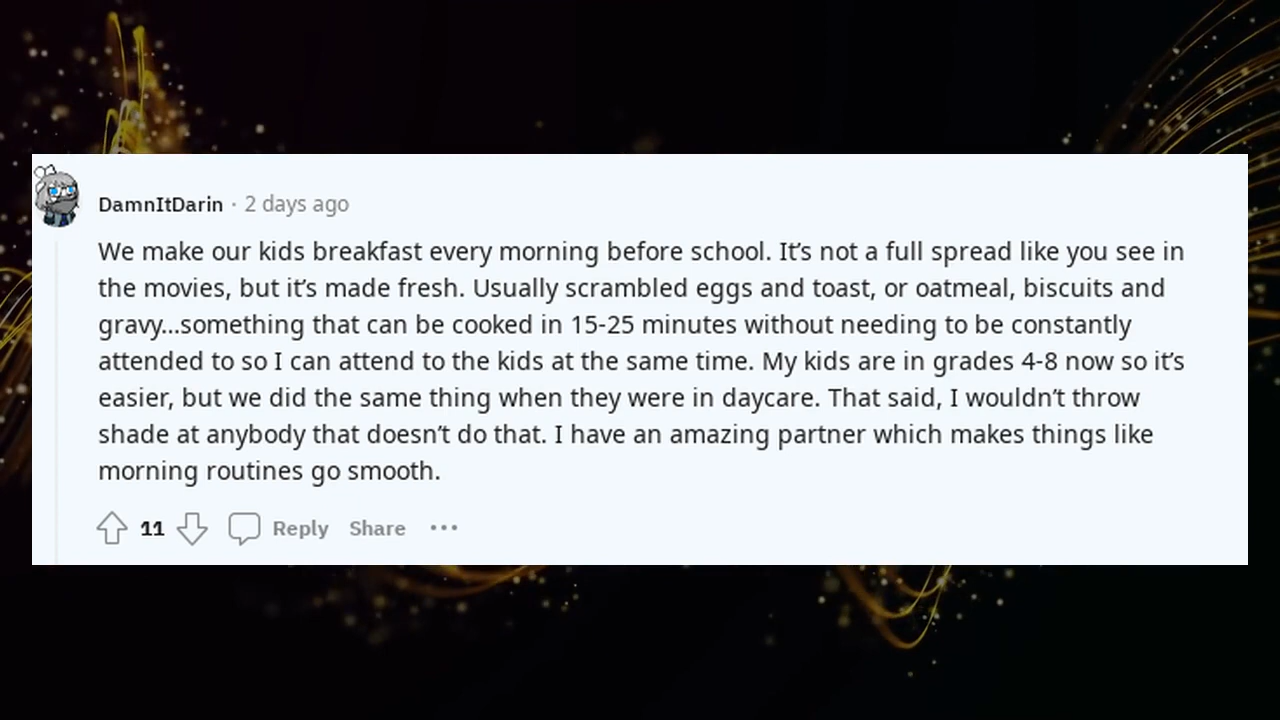 DamnItDarin · 2 days ago
We make our kids breakfast every morning before school. It’s not a full spread like you see in
the movies, but it’s made fresh. Usually scrambled eggs and toast, or oatmeal, biscuits and
gravy...something that can be cooked in 15-25 minutes without needing to be constantly
attended to so I can attend to the kids at the same time. My kids are in grades 4-8 now so it’s
easier, but we did the same thing when they were in daycare. That said, I wouldn’t throw
shade at anybody that doesn’t do that. I have an amazing partner which makes things like
morning routines go smooth.
11 Reply Share ···